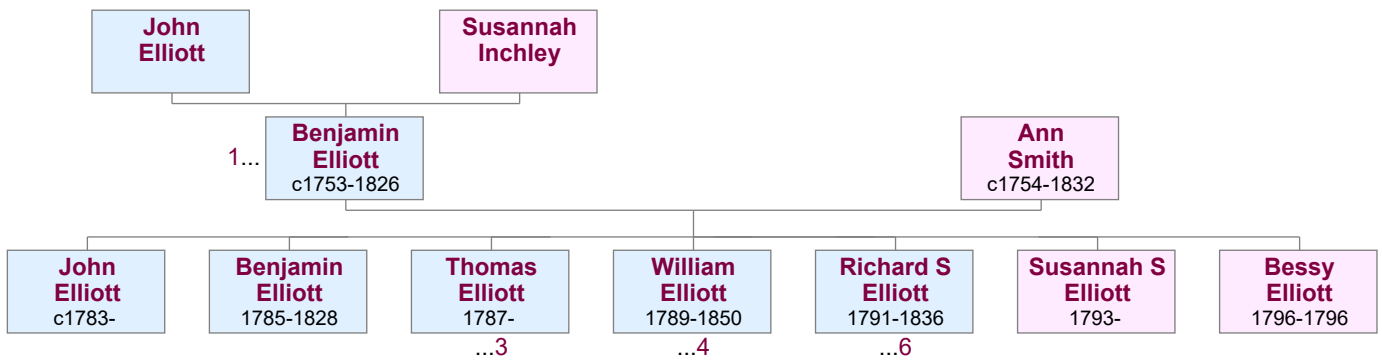 John
Elliott
Susannah
Inchley
1...
Benjamin
Elliott
c1753-1826
Ann
Smith
c1754-1832
John
Elliott
c1783-
Benjamin
Elliott
1785-1828
Thomas
Elliott
1787-
...3
William
Elliott
1789-1850
...4
Richard S
Elliott
1791-1836
...6
Susannah S
Elliott
1793-
Bessy
Elliott
1796-1796